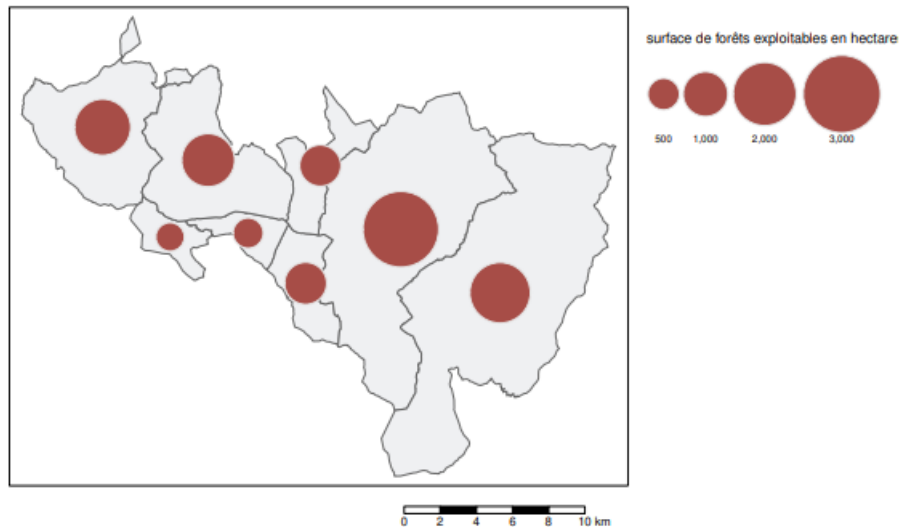 surface de forêts exploitables en hectare
500 1,000 2,000 3,000
0 2 4 6 8 10 km